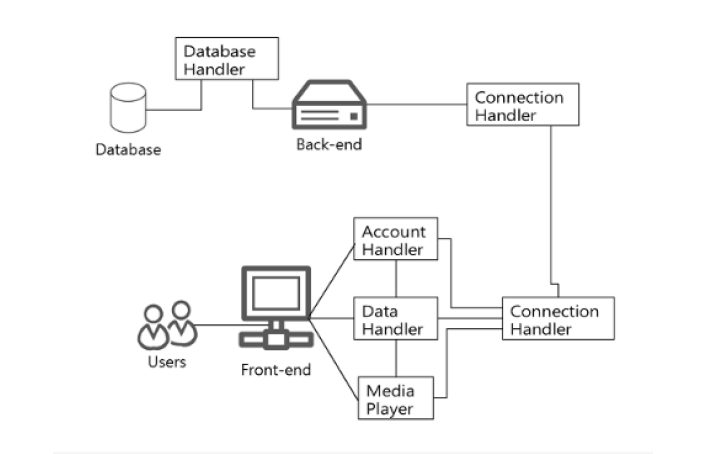 Database
Handler
Connection
Handler
Database
Back-end
Account
Handler
Data
Handler
Connection
Handler
Users
Front-end
Media
Player